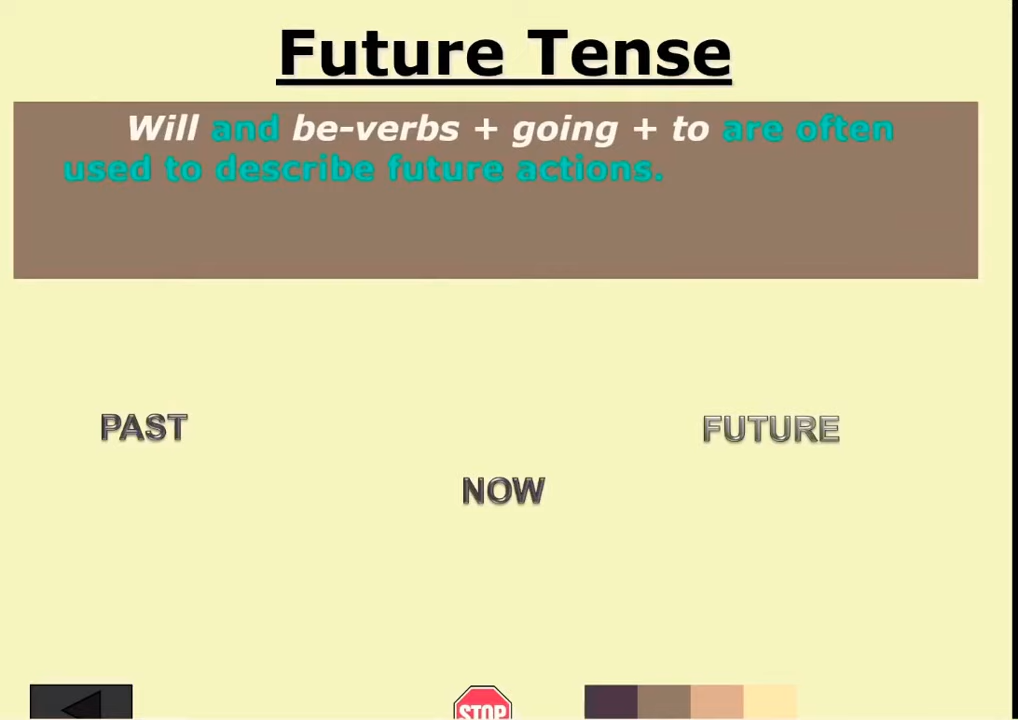 Future Tense
Will and be-verbs + going + to are often
used to describe future actions.
PAST
FUTURE
NOW
STOP